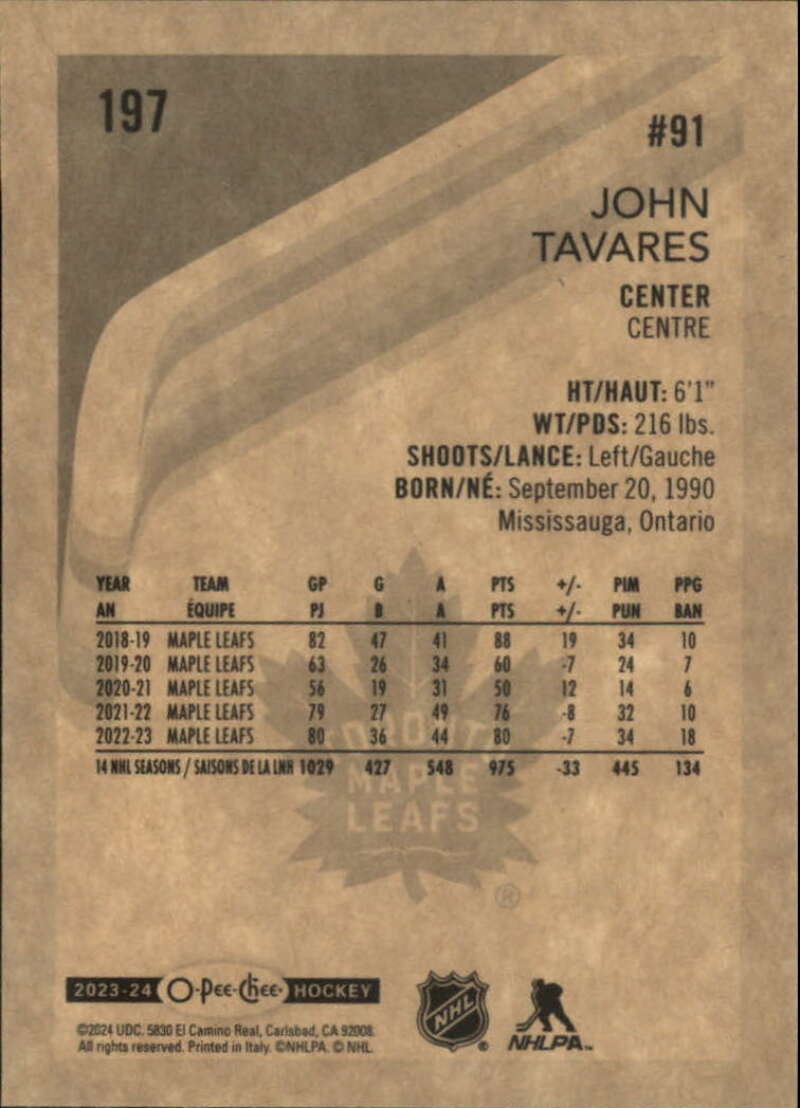 197
#91
JOHN
TAVARES
CENTER
CENTRE
HT/HAUT: 6'1"
WT/PDS: 216 lbs.
SHOOTS/LANCE: Left/Gauche
BORN/NÉ: September 20, 1990
Mississauga, Ontario
YEAR TEAM GP G A PTS +/- PIM PPG
AN ÉQUIPE PJ B A PTS +/- PUN BAN
2018-19 MAPLE LEAFS 82 47 41 88 19 34 10
2019-20 MAPLE LEAFS 63 26 34 60 -7 24 7
2020-21 MAPLE LEAFS 56 19 31 50 12 14 6
2021-22 MAPLE LEAFS 79 27 49 76 -8 32 10
2022-23 MAPLE LEAFS 80 36 44 80 -7 34 18
14 NHL SEASONS / SAISONS DE LA LNH 1029 427 548 975 -33 445 134
MAPLE
LEAFS
®
2023-24 O-Pee-Chee HOCKEY
©2024 UDC. 5830 El Camino Real, Carlsbad, CA 92008.
All rights reserved. Printed in Italy. ©NHLPA. © NHL.
NHL
NHLPA™